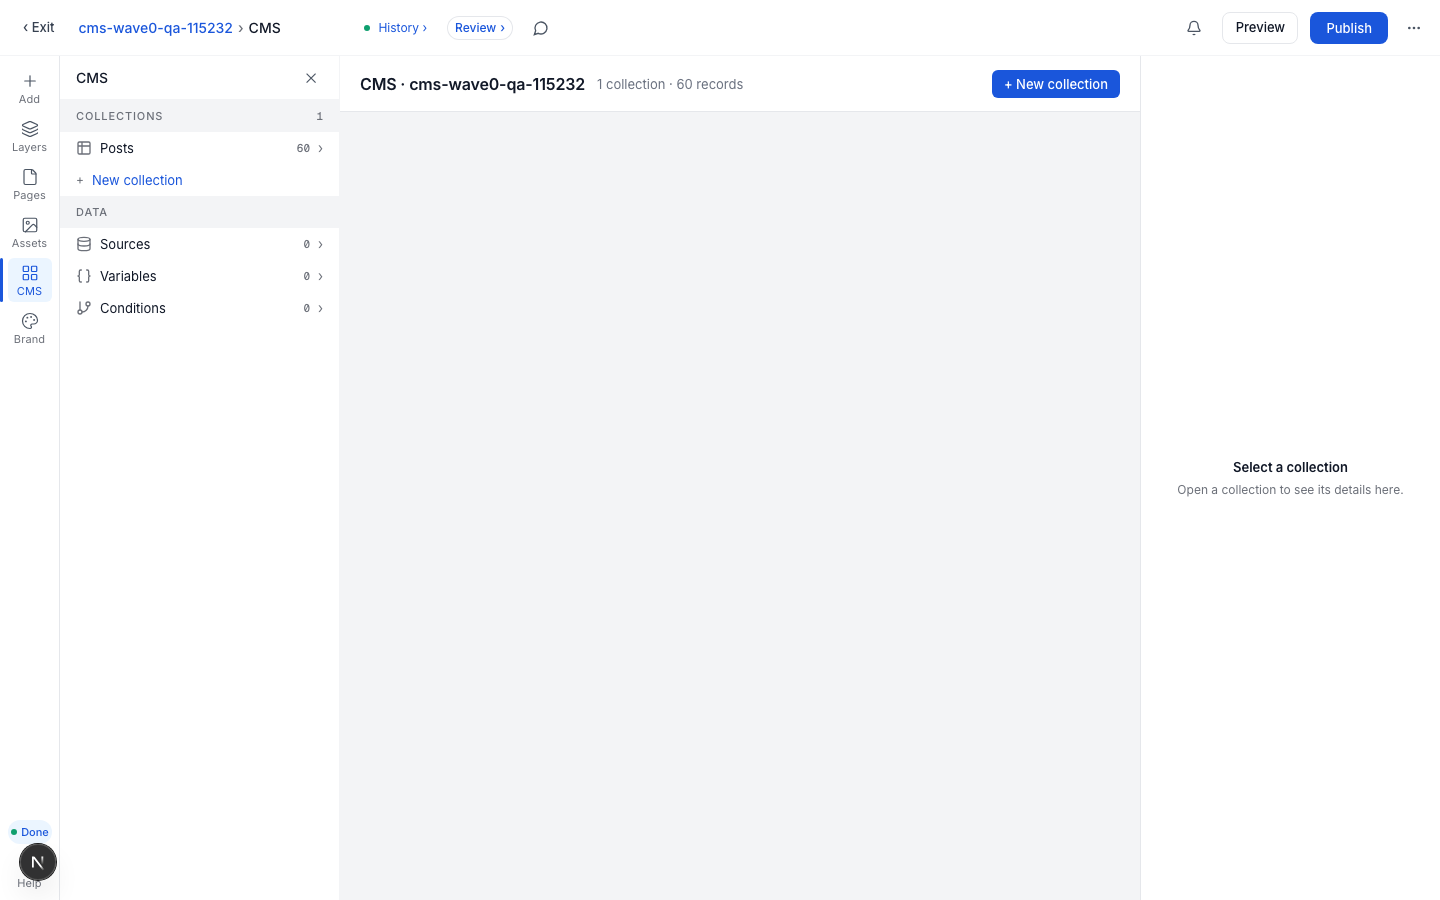 ‹ Exit
cms-wave0-qa-115232 › CMS
History ›
Review ›
Preview
Publish
Add
Layers
Pages
Assets
CMS
Brand
Done
N
Help
CMS
COLLECTIONS 1
Posts 60 ›
+ New collection
DATA
Sources 0 ›
Variables 0 ›
Conditions 0 ›
CMS · cms-wave0-qa-115232 1 collection · 60 records
+ New collection
Select a collection
Open a collection to see its details here.